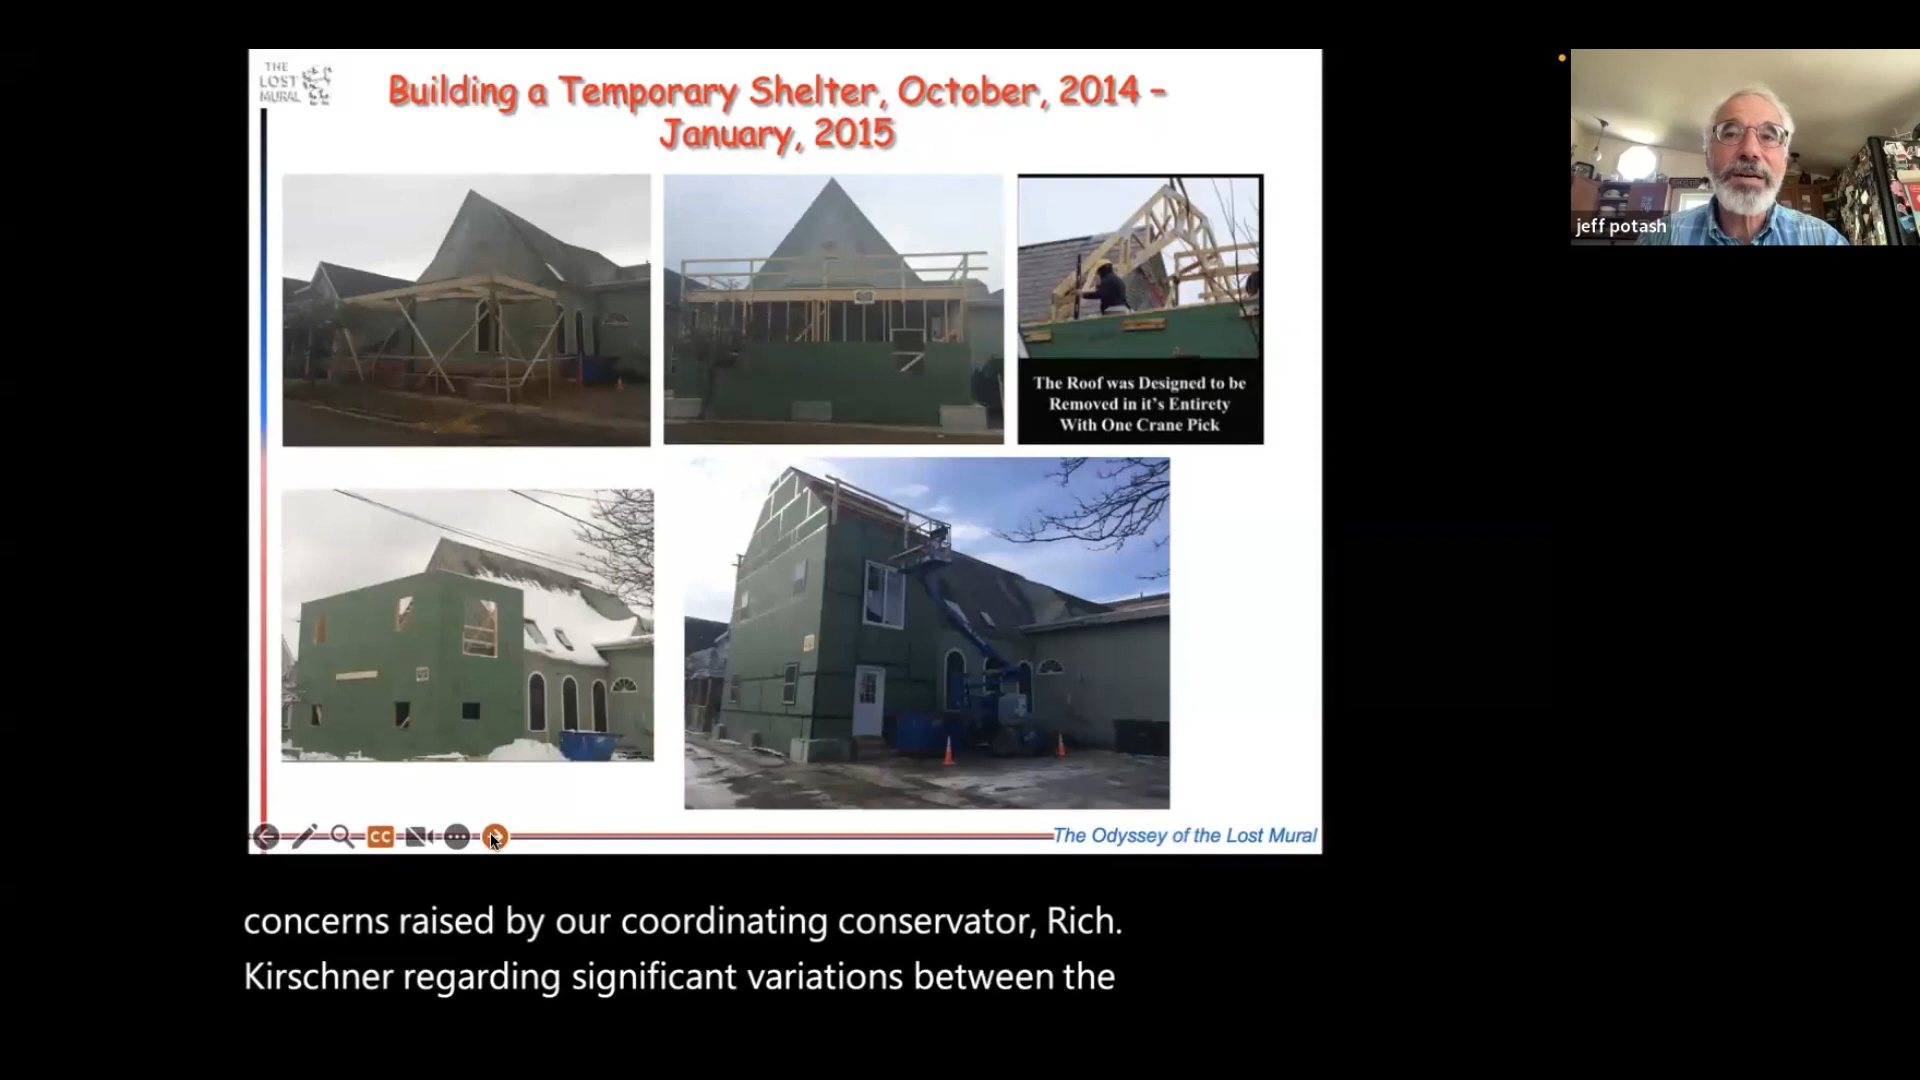 THE
LOST
MURAL
Building a Temporary Shelter, October, 2014 –
January, 2015
The Roof was Designed to be
Removed in it's Entirety
With One Crane Pick
CC
The Odyssey of the Lost Mural
jeff potash
concerns raised by our coordinating conservator, Rich.
Kirschner regarding significant variations between the